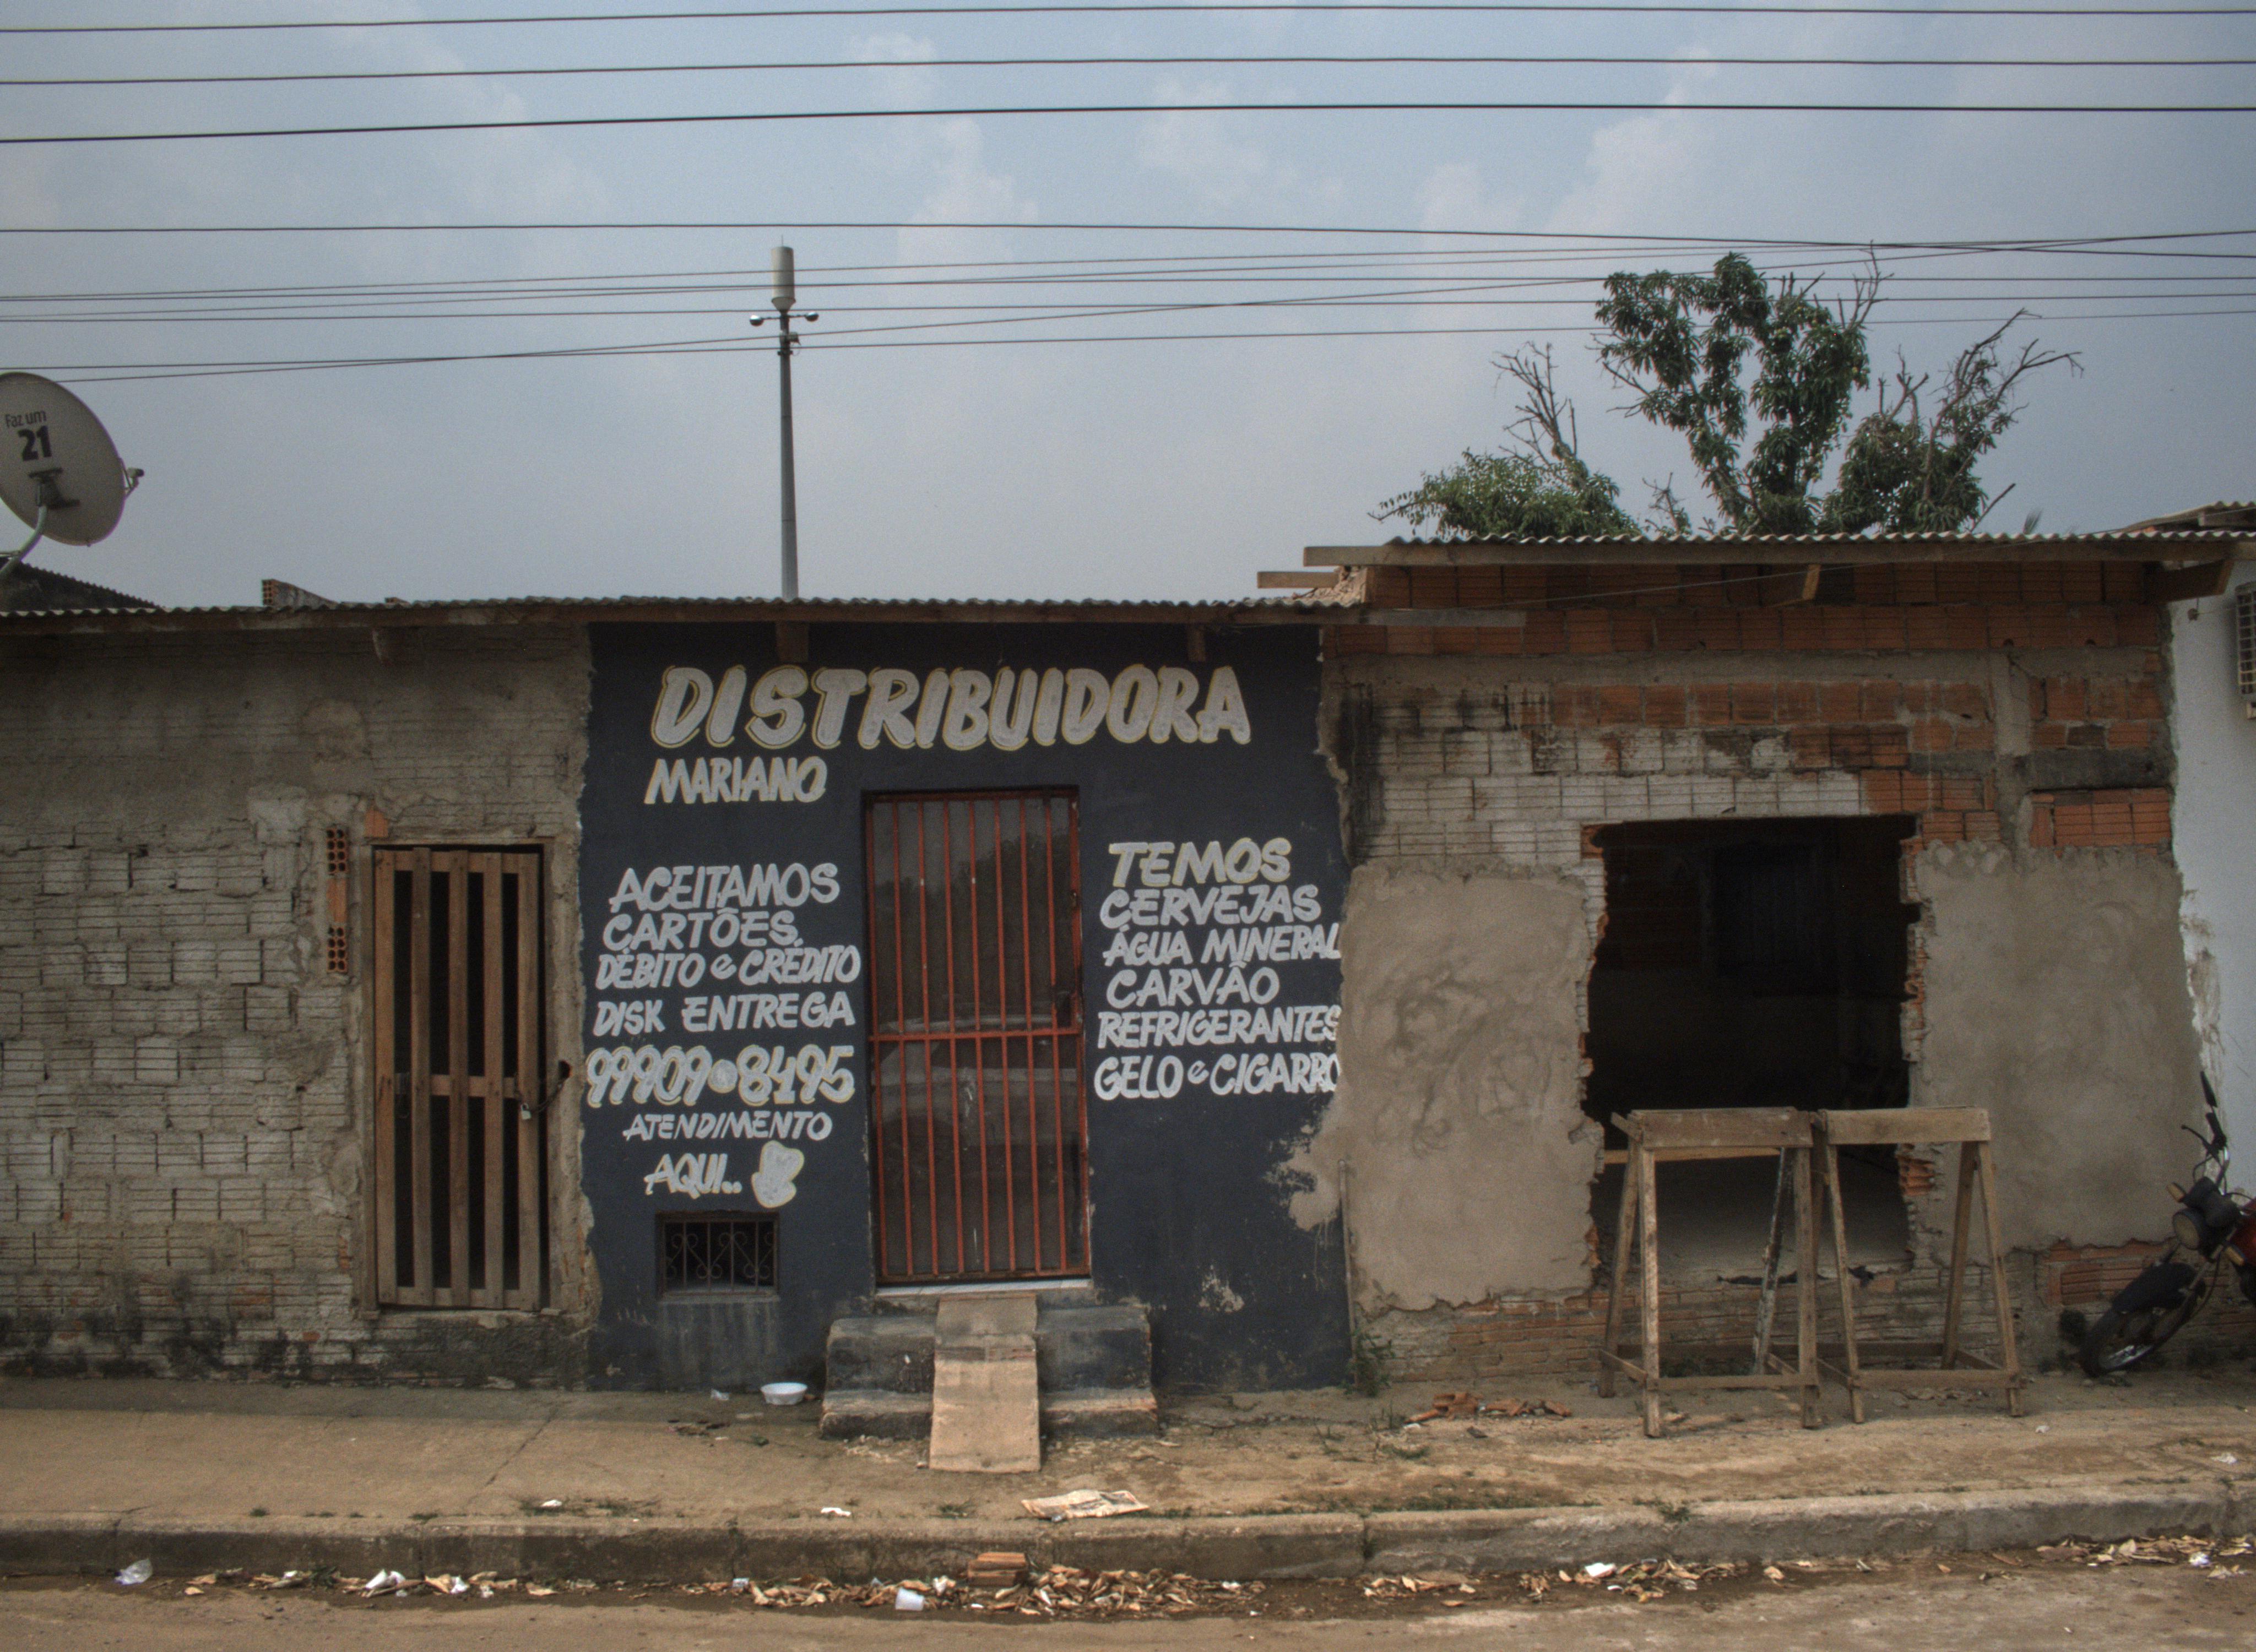 Faz um
21
DISTRIBUIDORA
MARIANO
ACEITAMOS
CARTÕES.
DÉBITO e CRÉDITO
DISK ENTREGA
99909•8495
ATENDIMENTO
AQUI..
TEMOS
CERVEJAS
ÁGUA MINERAL
CARVÃO
REFRIGERANTES
GELO e CIGARRO